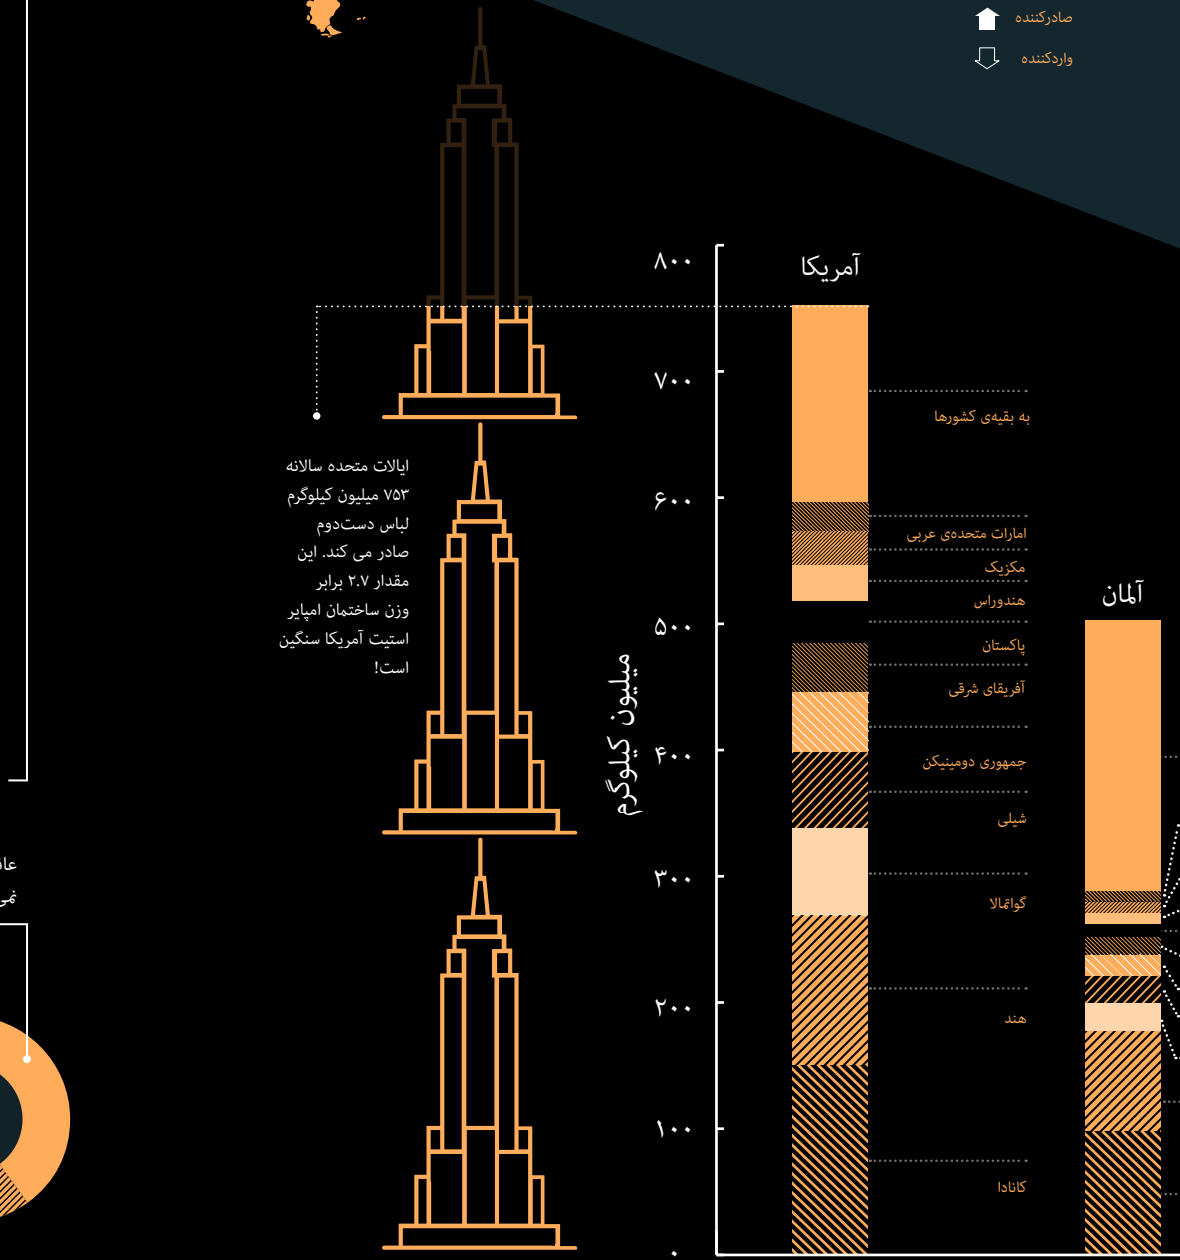 صادرکننده
واردکننده
آمریکا
آلمان
۸۰۰
۷۰۰
۶۰۰
۵۰۰
۴۰۰
۳۰۰
۲۰۰
۱۰۰
۰
میلیون کیلوگرم
به بقیه‌ی کشورها
امارات متحده‌ی عربی
مکزیک
هندوراس
پاکستان
آفریقای شرقی
جمهوری دومینیکن
شیلی
گواتمالا
هند
کانادا
ایالات متحده سالانه
۷۵۳ میلیون کیلوگرم
لباس دست‌دوم
صادر می کند. این
مقدار ۲.۷ برابر
وزن ساختمان امپایر
استیت آمریکا سنگین
است!